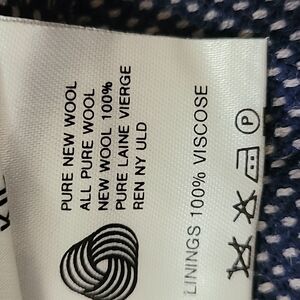 PURE NEW WOOL
ALL PURE WOOL
NEW WOOL 100%
PURE LAINE VIERGE
REN NY ULD
LININGS 100% VISCOSE
P